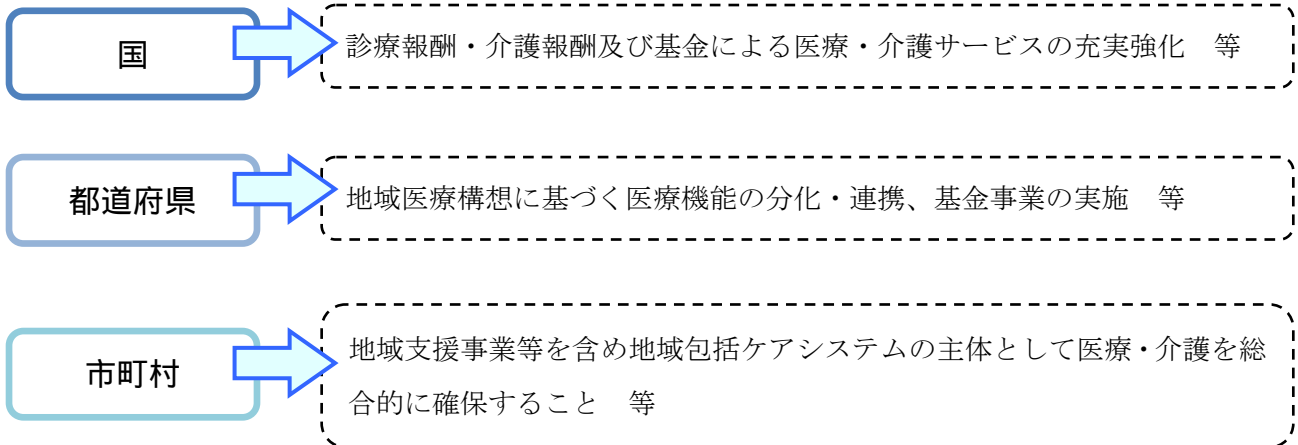 国
診療報酬・介護報酬及び基金による医療・介護サービスの充実強化　等
都道府県
地域医療構想に基づく医療機能の分化・連携、基金事業の実施　等
市町村
地域支援事業等を含め地域包括ケアシステムの主体として医療・介護を総
合的に確保すること　等